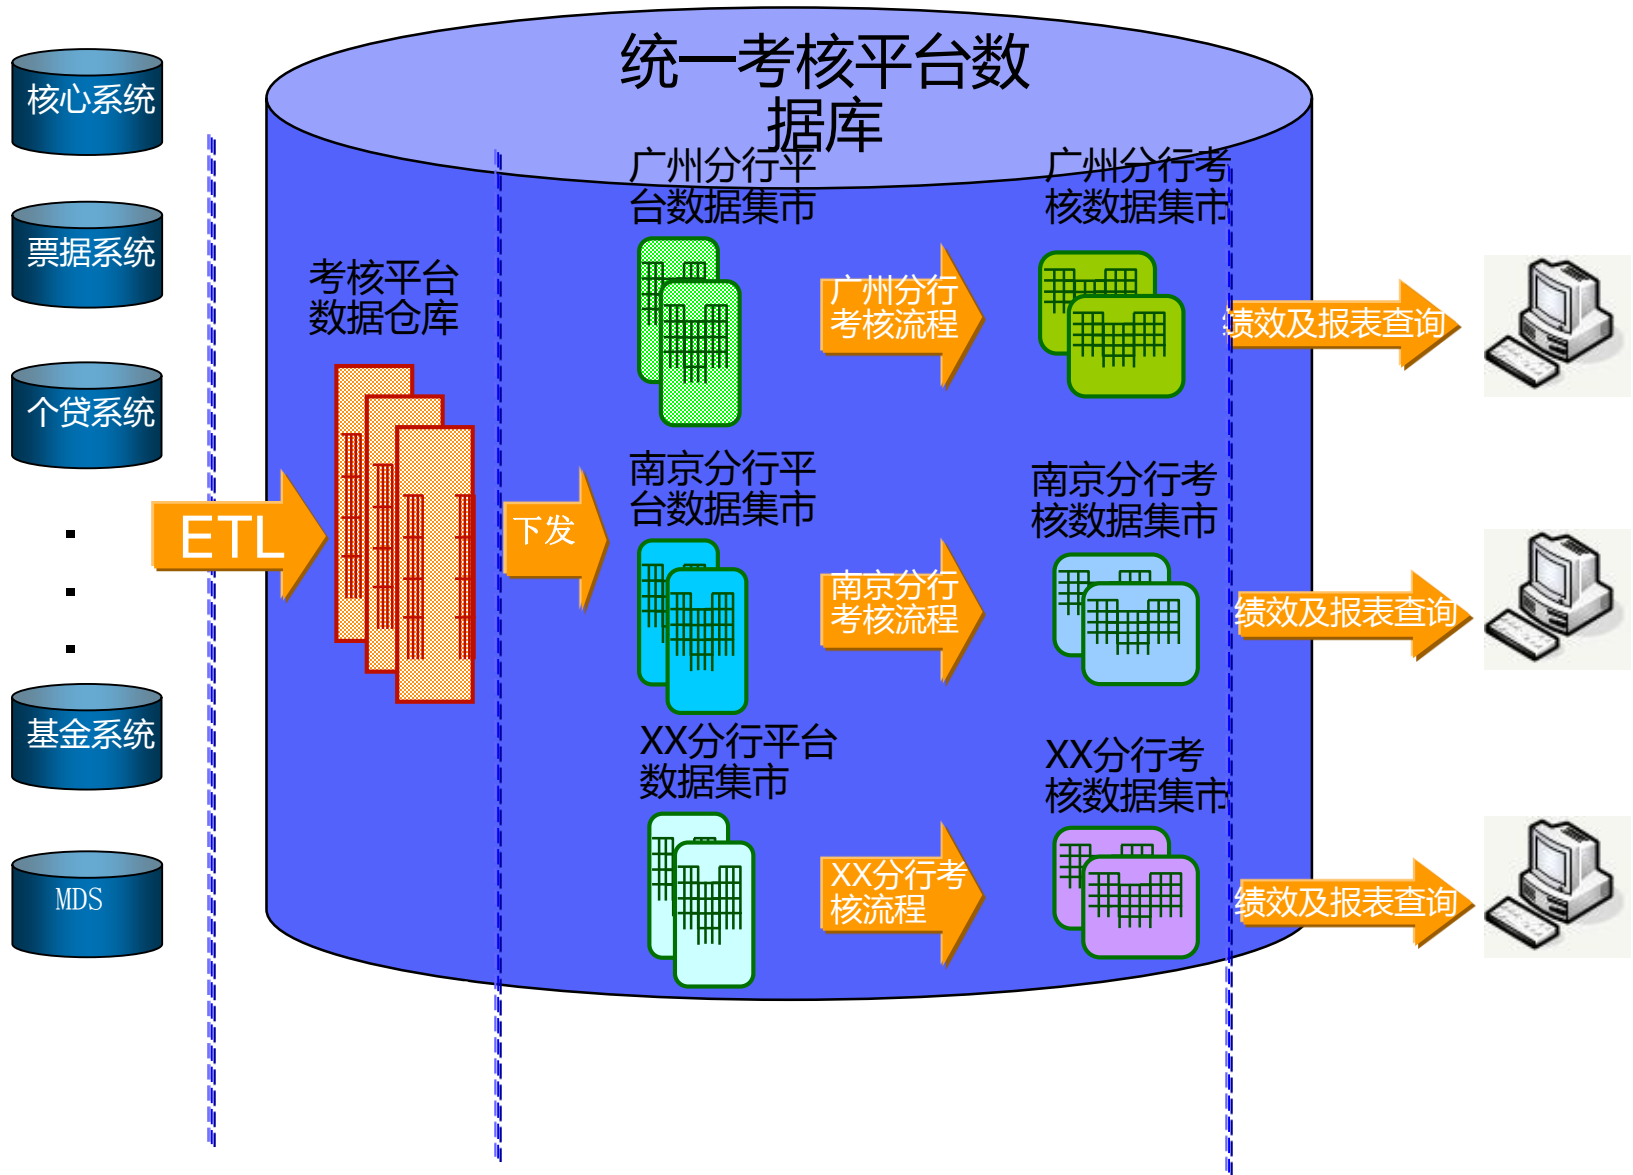 统一考核平台数
据库
核心系统
票据系统
个贷系统
基金系统
MDS
ETL
考核平台
数据仓库
下发
广州分行平
台数据集市
广州分行
考核流程
广州分行考
核数据集市
绩效及报表查询
南京分行平
台数据集市
南京分行
考核流程
南京分行考
核数据集市
绩效及报表查询
XX分行平台
数据集市
XX分行考
核流程
XX分行考
核数据集市
绩效及报表查询